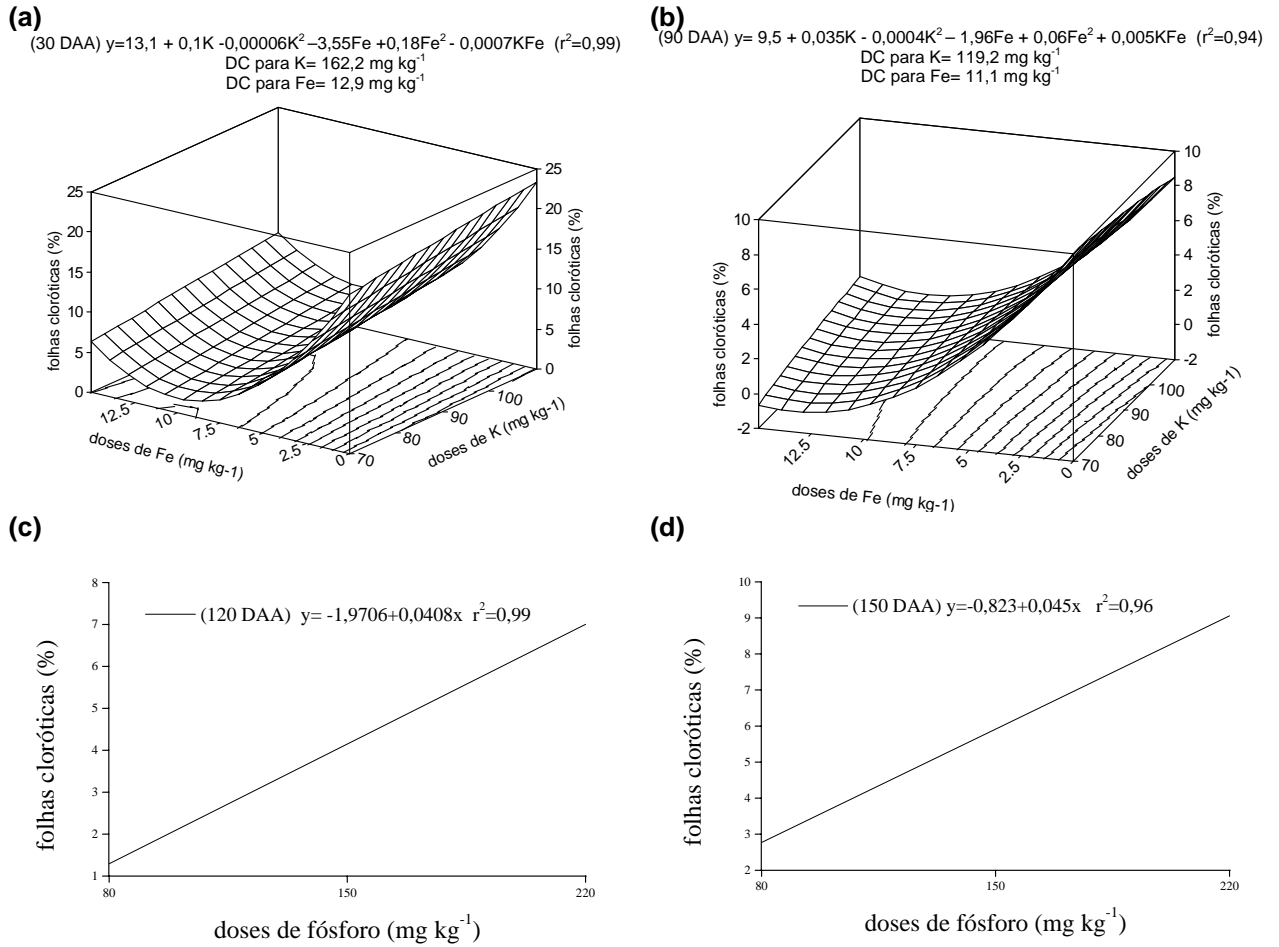 (a)
(30 DAA) y=13,1 + 0,1K -0,00006K² –3,55Fe +0,18Fe² - 0,0007KFe (r²=0,99)
DC para K= 162,2 mg kg⁻¹
DC para Fe= 12,9 mg kg⁻¹
25
20
15
10
5
0
folhas cloróticas (%)
12.5
10
7.5
5
2.5
0
doses de Fe (mg kg-1)
70
80
90
100
doses de K (mg kg-1)
25
20
15
10
5
0
folhas cloróticas (%)
(b)
(90 DAA) y= 9,5 + 0,035K - 0,0004K² – 1,96Fe + 0,06Fe² + 0,005KFe (r²=0,94)
DC para K= 119,2 mg kg⁻¹
DC para Fe= 11,1 mg kg⁻¹
10
8
6
4
2
0
-2
folhas cloróticas (%)
12.5
10
7.5
5
2.5
0
doses de Fe (mg kg-1)
70
80
90
100
doses de K (mg kg-1)
10
8
6
4
2
0
-2
folhas cloróticas (%)
(c)
(120 DAA) y= -1,9706+0,0408x r²=0,99
8
7
6
5
4
3
2
1
folhas cloróticas (%)
80
150
220
doses de fósforo (mg kg⁻¹)
(d)
(150 DAA) y=-0,823+0,045x r²=0,96
10
9
8
7
6
5
4
3
2
folhas cloróticas (%)
80
150
220
doses de fósforo (mg kg⁻¹)